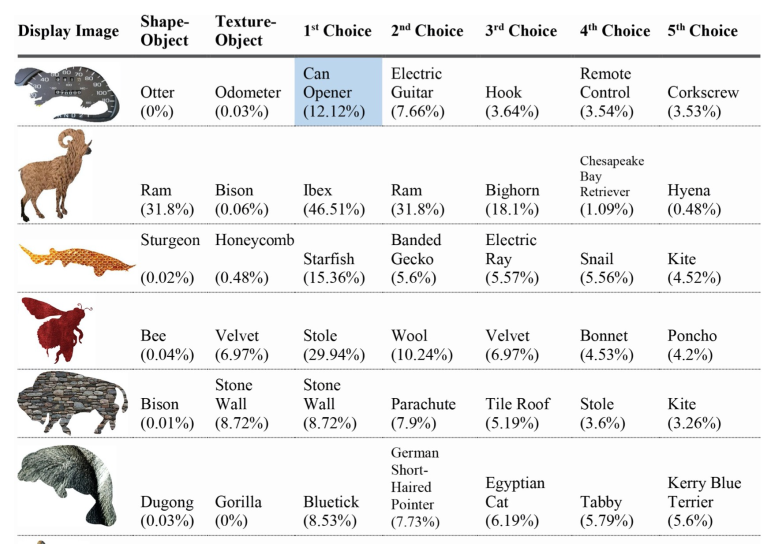 Display Image Shape-Object Texture-Object 1st Choice 2nd Choice 3rd Choice 4th Choice 5th Choice
Otter (0%) Odometer (0.03%) Can Opener (12.12%) Electric Guitar (7.66%) Hook (3.64%) Remote Control (3.54%) Corkscrew (3.53%)
Ram (31.8%) Bison (0.06%) Ibex (46.51%) Ram (31.8%) Bighorn (18.1%) Chesapeake Bay Retriever (1.09%) Hyena (0.48%)
Sturgeon (0.02%) Honeycomb (0.48%) Starfish (15.36%) Banded Gecko (5.6%) Electric Ray (5.57%) Snail (5.56%) Kite (4.52%)
Bee (0.04%) Velvet (6.97%) Stole (29.94%) Wool (10.24%) Velvet (6.97%) Bonnet (4.53%) Poncho (4.2%)
Bison (0.01%) Stone Wall (8.72%) Stone Wall (8.72%) Parachute (7.9%) Tile Roof (5.19%) Stole (3.6%) Kite (3.26%)
Dugong (0.03%) Gorilla (0%) Bluetick (8.53%) German Short-Haired Pointer (7.73%) Egyptian Cat (6.19%) Tabby (5.79%) Kerry Blue Terrier (5.6%)